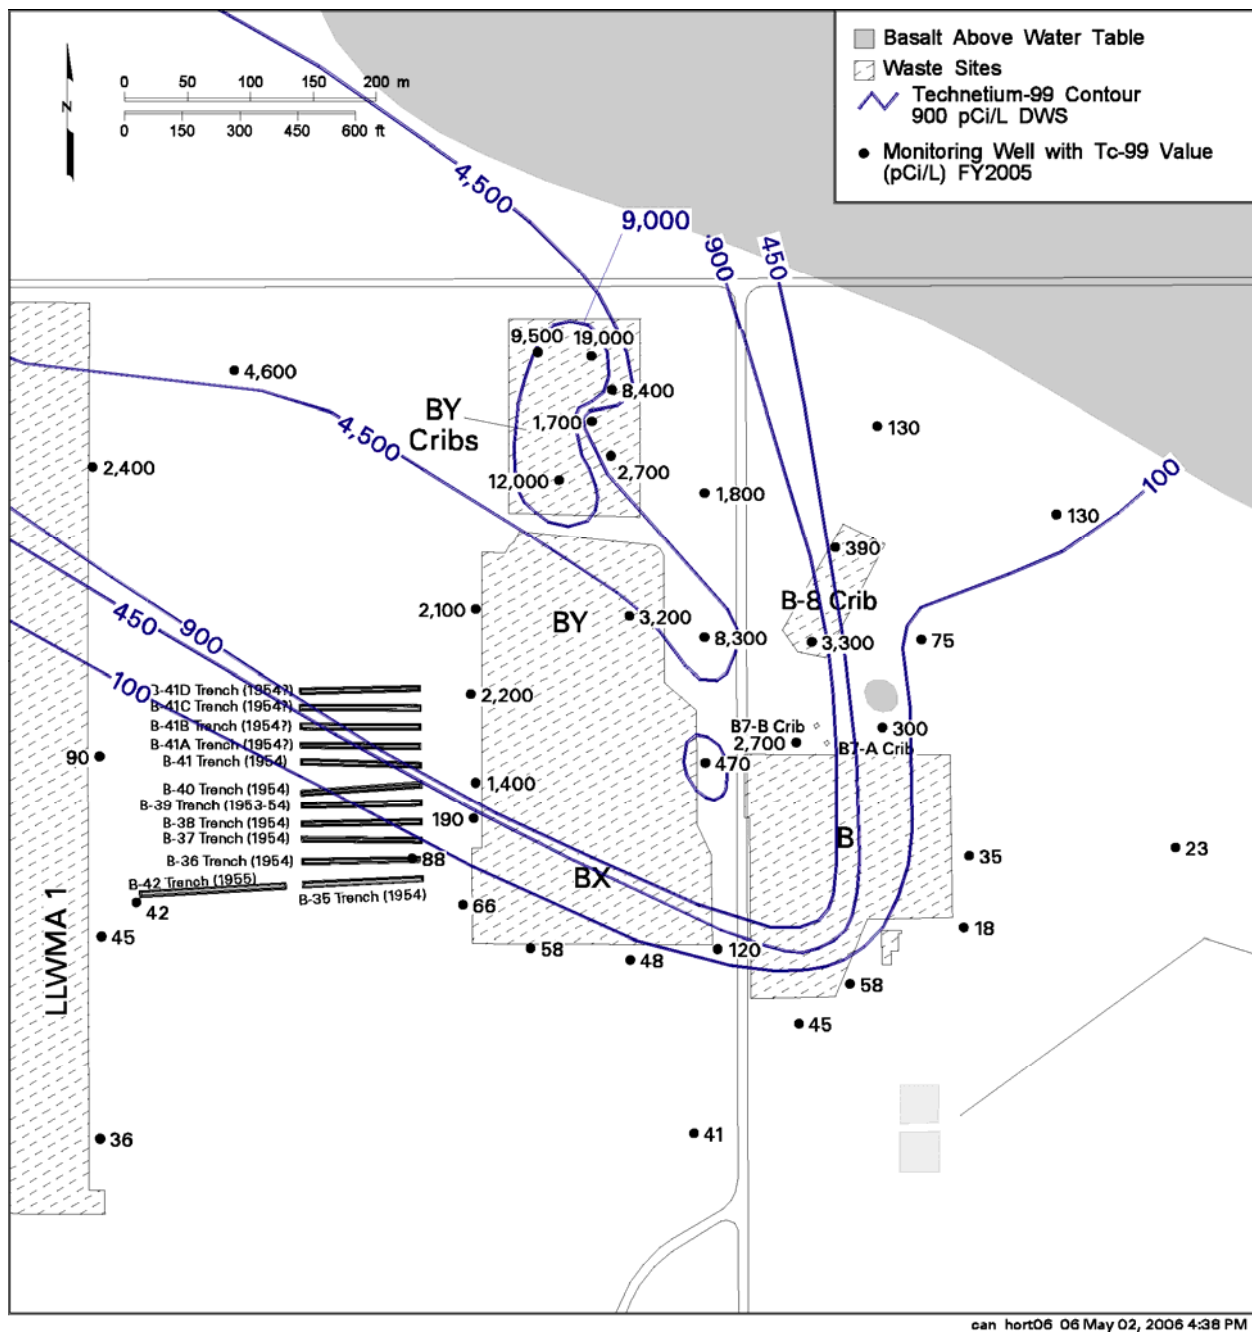 Basalt Above Water Table
Waste Sites
Technetium-99 Contour
900 pCi/L DWS
Monitoring Well with Tc-99 Value
(pCi/L) FY2005
0 50 100 150 200 m
N
0 150 300 450 600 ft
4,500
9,000
900
450
9,500
19,000
4,600
8,400
BY
Cribs
1,700
130
4,500
2,400
2,700
12,000
1,800
100
130
390
B-8 Crib
2,100
BY
3,200
8,300
3,300
75
450
900
100
B-41D Trench (1954?)
B-41C Trench (1954?)
2,200
B-41B Trench (1954?)
B7-B Crib
300
B-41A Trench (1954?)
2,700
B7-A Crib
90
B-41 Trench (1954)
470
B-40 Trench (1954)
1,400
B-39 Trench (1953-54)
B-38 Trench (1954)
190
B-37 Trench (1954)
B
B-36 Trench (1954)
88
35
23
B-42 Trench (1955)
BX
B-35 Trench (1954)
42
66
LLWMA 1
45
18
58
48
120
58
45
36
41
can_hort06_06 May 02, 2006 4:38 PM